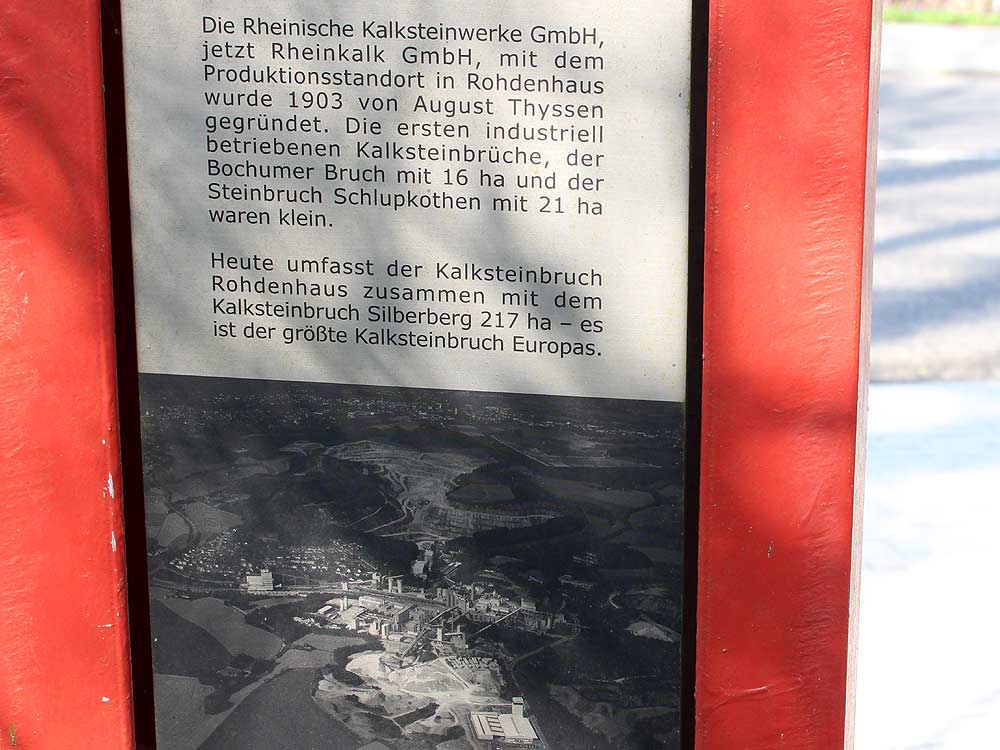 Die Rheinische Kalksteinwerke GmbH,
jetzt Rheinkalk GmbH, mit dem
Produktionsstandort in Rohdenhaus
wurde 1903 von August Thyssen
gegründet. Die ersten industriell
betriebenen Kalksteinbrüche, der
Bochumer Bruch mit 16 ha und der
Steinbruch Schlupkothen mit 21 ha
waren klein.
Heute umfasst der Kalksteinbruch
Rohdenhaus zusammen mit dem
Kalksteinbruch Silberberg 217 ha – es
ist der größte Kalksteinbruch Europas.